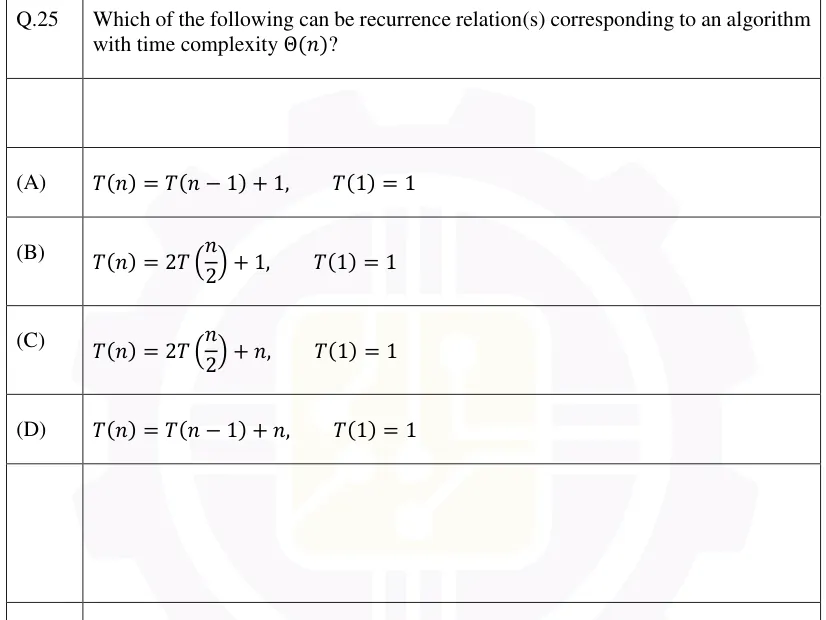 Q.25 Which of the following can be recurrence relation(s) corresponding to an algorithm
with time complexity Θ(𝑛)?
(A) 𝑇(𝑛) = 𝑇(𝑛 − 1) + 1, 𝑇(1) = 1
(B) 𝑇(𝑛) = 2𝑇(𝑛/2) + 1, 𝑇(1) = 1
(C) 𝑇(𝑛) = 2𝑇(𝑛/2) + 𝑛, 𝑇(1) = 1
(D) 𝑇(𝑛) = 𝑇(𝑛 − 1) + 𝑛, 𝑇(1) = 1